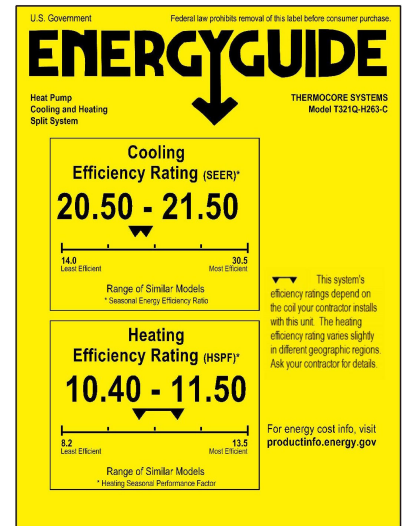 U.S. Government
Federal law prohibits removal of this label before consumer purchase.
ENERGYGUIDE
Heat Pump
Cooling and Heating
Split System
THERMOCORE SYSTEMS
Model T321Q-H263-C
Cooling
Efficiency Rating (SEER)*
20.50 - 21.50
14.0
Least Efficient
30.5
Most Efficient
Range of Similar Models
* Seasonal Energy Efficiency Ratio
This system's
efficiency ratings depend on
the coil your contractor installs
with this unit. The heating
efficiency rating varies slightly
in different geographic regions.
Ask your contractor for details.
Heating
Efficiency Rating (HSPF)*
10.40 - 11.50
8.2
Least Efficient
13.5
Most Efficient
Range of Similar Models
* Heating Seasonal Performance Factor
For energy cost info, visit
productinfo.energy.gov